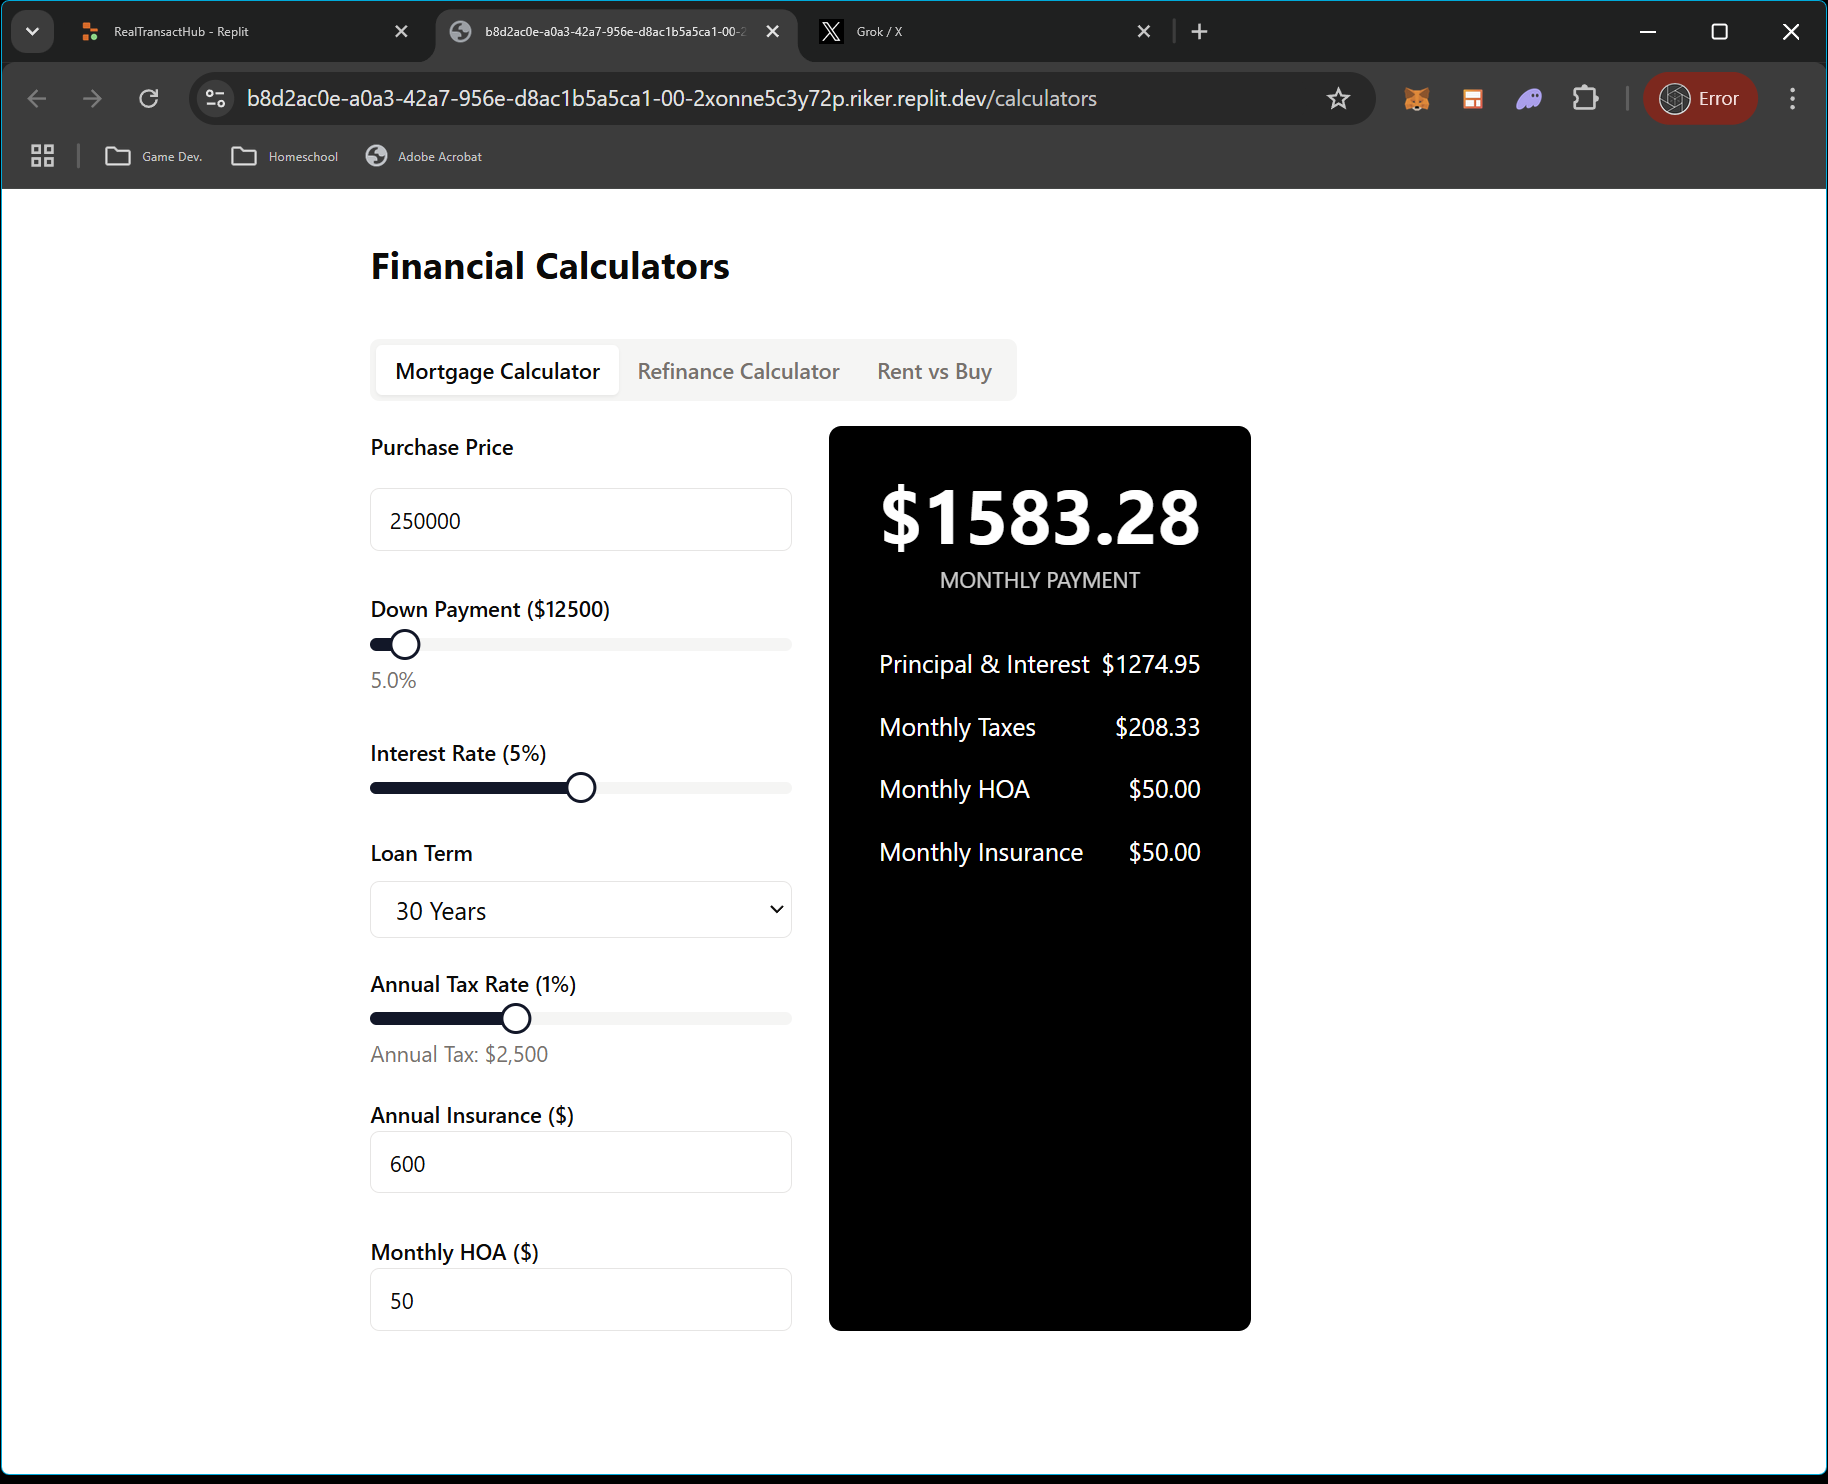 RealTransactHub - Replit
b8d2ac0e-a0a3-42a7-956e-d8ac1b5a5ca1-00-2
Grok / X
b8d2ac0e-a0a3-42a7-956e-d8ac1b5a5ca1-00-2xonne5c3y72p.riker.replit.dev/calculators
Error
Game Dev.
Homeschool
Adobe Acrobat
Financial Calculators
Mortgage Calculator
Refinance Calculator
Rent vs Buy
Purchase Price
250000
Down Payment ($12500)
5.0%
Interest Rate (5%)
Loan Term
30 Years
Annual Tax Rate (1%)
Annual Tax: $2,500
Annual Insurance ($)
600
Monthly HOA ($)
50
$1583.28
MONTHLY PAYMENT
Principal & Interest $1274.95
Monthly Taxes $208.33
Monthly HOA $50.00
Monthly Insurance $50.00